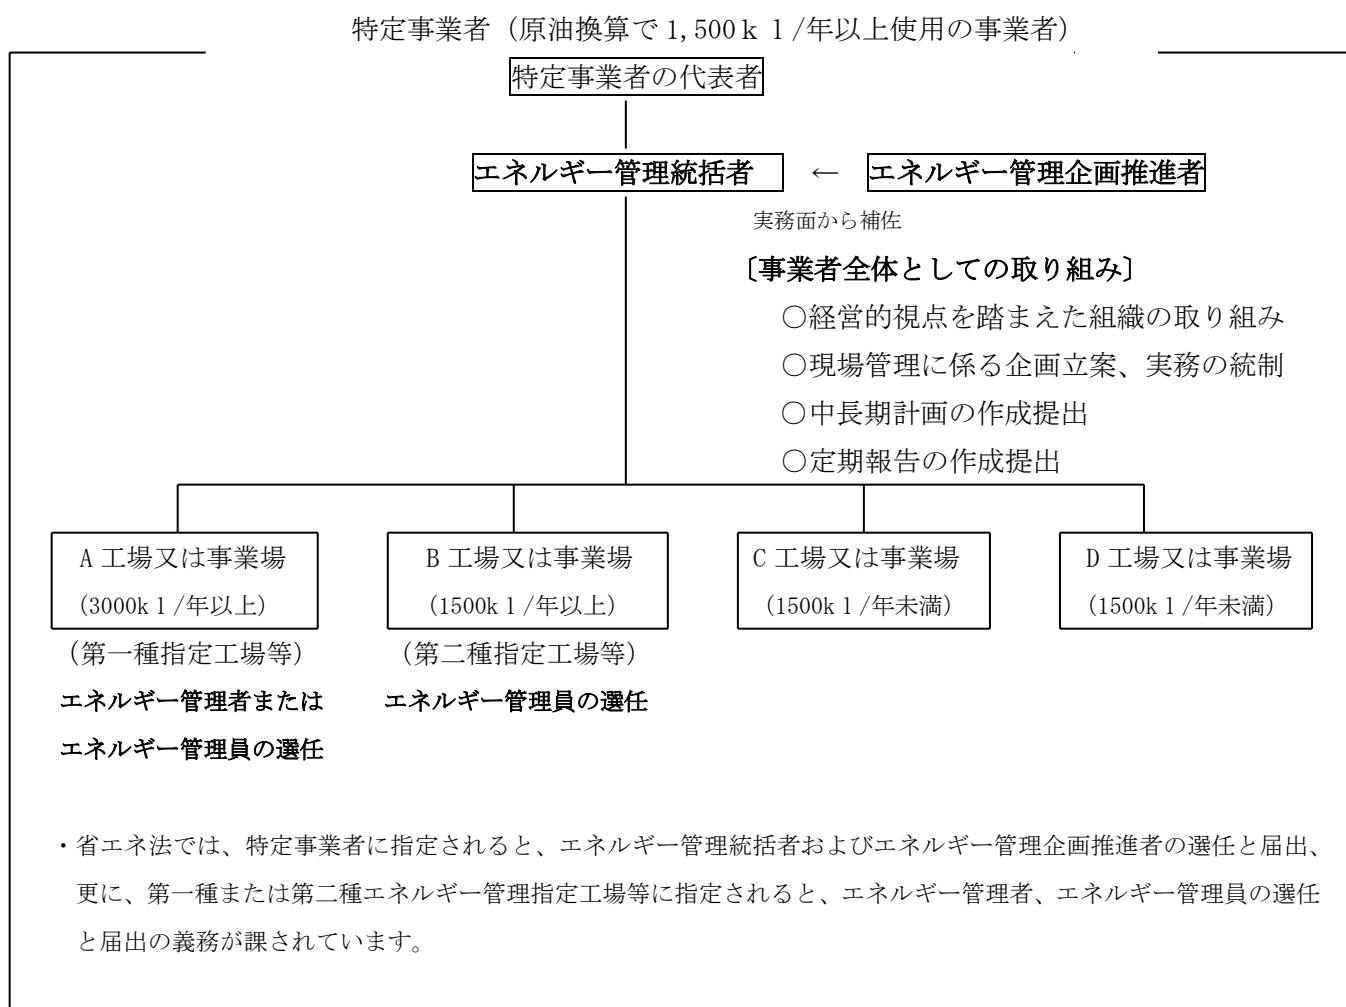 特定事業者（原油換算で1,500ｋｌ/年以上使用の事業者）
特定事業者の代表者
エネルギー管理統括者 ← エネルギー管理企画推進者
実務面から補佐
〔事業者全体としての取り組み〕
○経営的視点を踏まえた組織の取り組み
○現場管理に係る企画立案、実務の統制
○中長期計画の作成提出
○定期報告の作成提出
A工場又は事業場 B工場又は事業場 C工場又は事業場 D工場又は事業場
（3000kｌ/年以上） （1500kｌ/年以上） （1500kｌ/年未満） （1500kｌ/年未満）
（第一種指定工場等） （第二種指定工場等）
エネルギー管理者または エネルギー管理員の選任
エネルギー管理員の選任
・省エネ法では、特定事業者に指定されると、エネルギー管理統括者およびエネルギー管理企画推進者の選任と届出、
更に、第一種または第二種エネルギー管理指定工場等に指定されると、エネルギー管理者、エネルギー管理員の選任
と届出の義務が課されています。